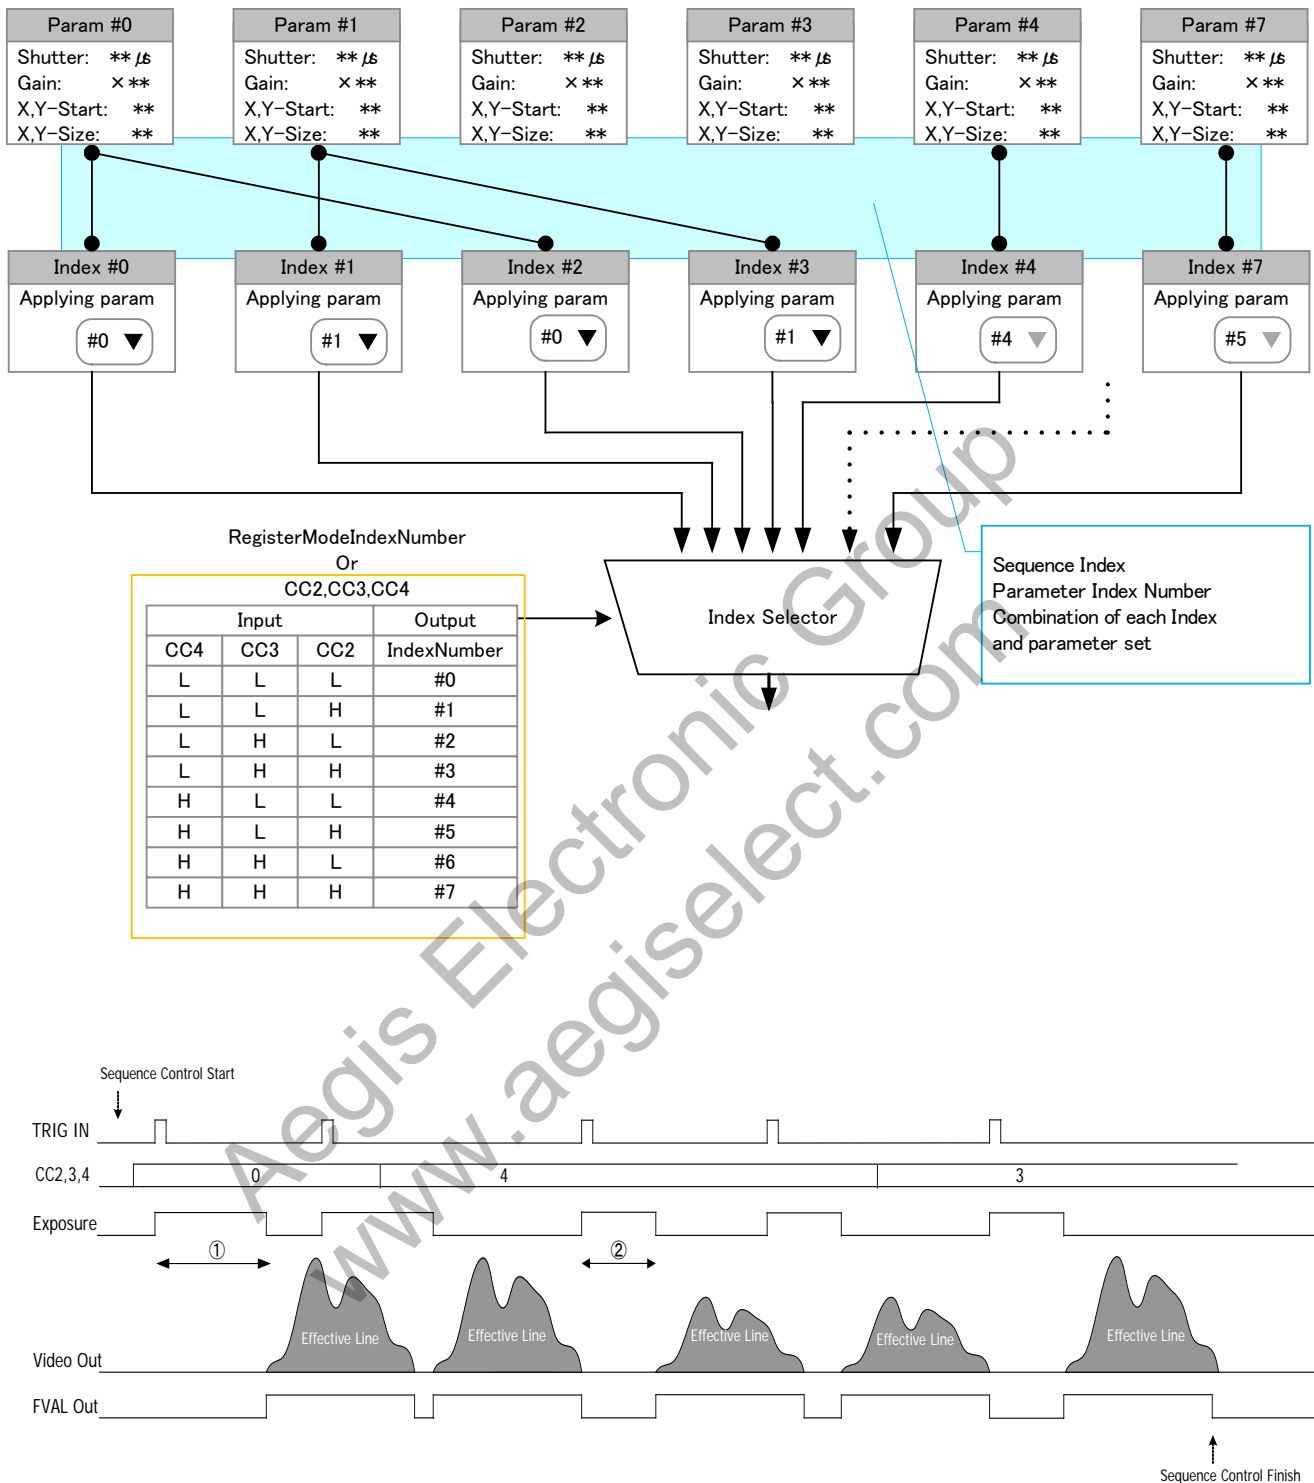 Param #0
Shutter: **㎲
Gain: ×**
X,Y-Start: **
X,Y-Size: **
Param #1
Shutter: **㎲
Gain: ×**
X,Y-Start: **
X,Y-Size: **
Param #2
Shutter: **㎲
Gain: ×**
X,Y-Start: **
X,Y-Size: **
Param #3
Shutter: **㎲
Gain: ×**
X,Y-Start: **
X,Y-Size: **
Param #4
Shutter: **㎲
Gain: ×**
X,Y-Start: **
X,Y-Size: **
Param #7
Shutter: **㎲
Gain: ×**
X,Y-Start: **
X,Y-Size: **
Index #0
Applying param
#0 ▼
Index #1
Applying param
#1 ▼
Index #2
Applying param
#0 ▼
Index #3
Applying param
#1 ▼
Index #4
Applying param
#4 ▼
Index #7
Applying param
#5 ▼
RegisterModeIndexNumber
Or
CC2,CC3,CC4
Input Output
CC4 CC3 CC2 IndexNumber
L L L #0
L L H #1
L H L #2
L H H #3
H L L #4
H L H #5
H H L #6
H H H #7
Index Selector
Sequence Index
Parameter Index Number
Combination of each Index
and parameter set
Aegis Electronic Group
www.aegiselect.com
Sequence Control Start
TRIG IN
CC2,3,4 0 4 3
Exposure
① ②
Effective Line Effective Line Effective Line Effective Line Effective Line
Video Out
FVAL Out
Sequence Control Finish